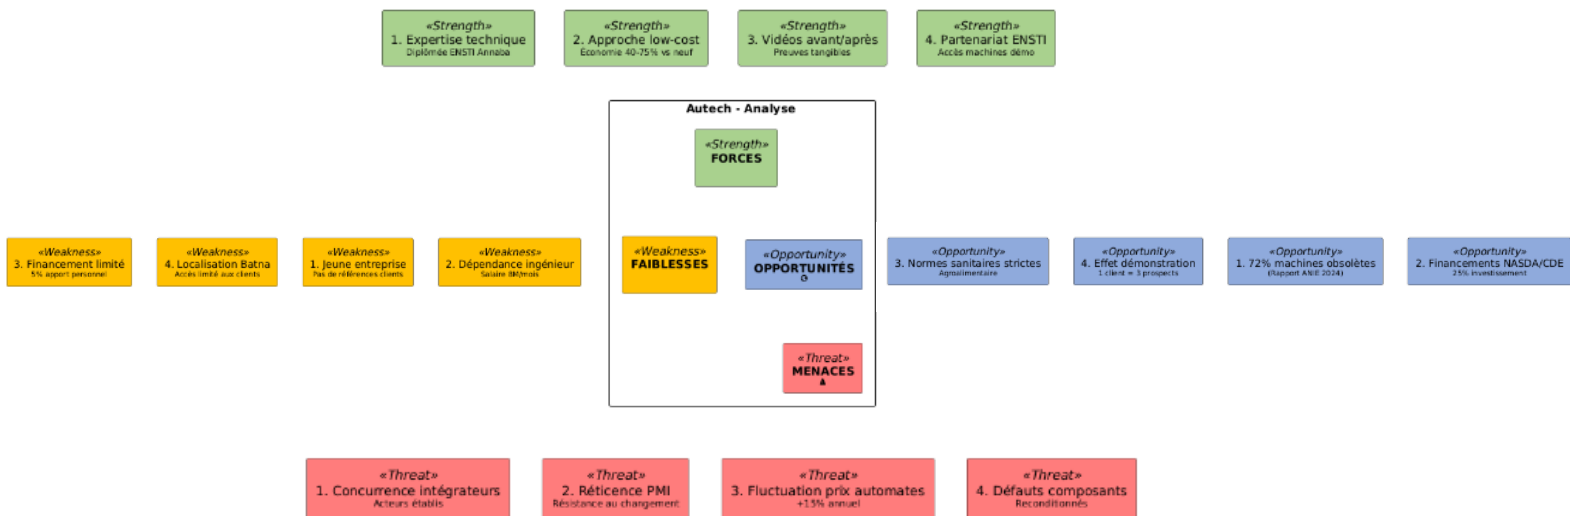 «Strength»
1. Expertise technique
Diplômée ENSTI Annaba
«Strength»
2. Approche low-cost
Économie 40-75% vs neuf
«Strength»
3. Vidéos avant/après
Preuves tangibles
«Strength»
4. Partenariat ENSTI
Accès machines démo
Autech - Analyse
«Strength»
FORCES
«Weakness»
3. Financement limité
5% apport personnel
«Weakness»
4. Localisation Batna
Accès limité aux clients
«Weakness»
1. Jeune entreprise
Pas de références clients
«Weakness»
2. Dépendance ingénieur
Salaire 8M/mois
«Weakness»
FAIBLESSES
«Opportunity»
OPPORTUNITÉS
«Opportunity»
3. Normes sanitaires strictes
Agroalimentaire
«Opportunity»
4. Effet démonstration
1 client = 3 prospects
«Opportunity»
1. 72% machines obsolètes
(Rapport ANIE 2024)
«Opportunity»
2. Financements NASDA/CDE
25% investissement
«Threat»
MENACES
«Threat»
1. Concurrence intégrateurs
Acteurs établis
«Threat»
2. Réticence PMI
Résistance au changement
«Threat»
3. Fluctuation prix automates
+15% annuel
«Threat»
4. Défauts composants
Reconditionnés